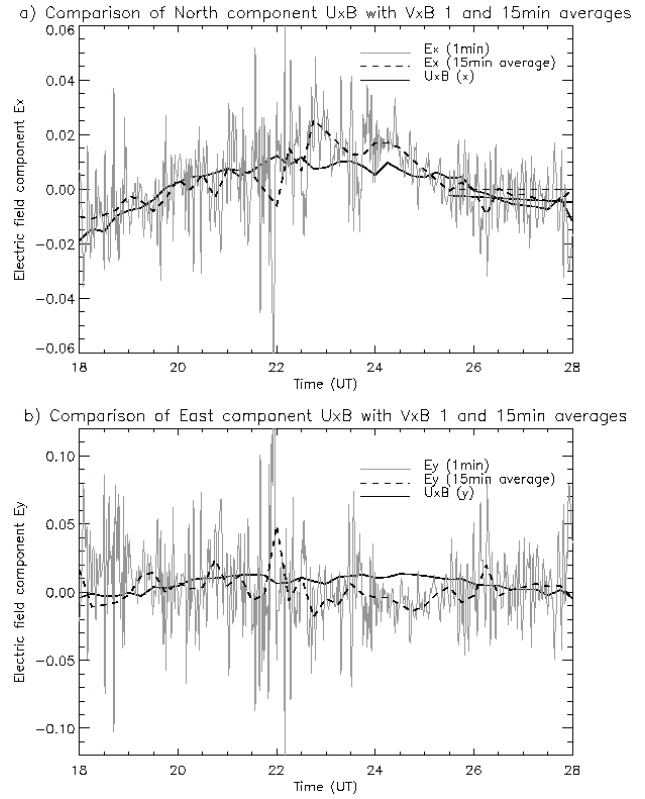 a) Comparison of North component UxB with VxB 1 and 15min averages
0.06
0.04
0.02
0.00
-0.02
-0.04
-0.06
Electric field component Ex
Ex (1min)
Ex (15min average)
UxB (x)
18 20 22 24 26 28
Time (UT)
b) Comparison of East component UxB with VxB 1 and 15min averages
0.10
0.05
0.00
-0.05
-0.10
Electric field component Ey
Ey (1min)
Ey (15min average)
UxB (y)
18 20 22 24 26 28
Time (UT)